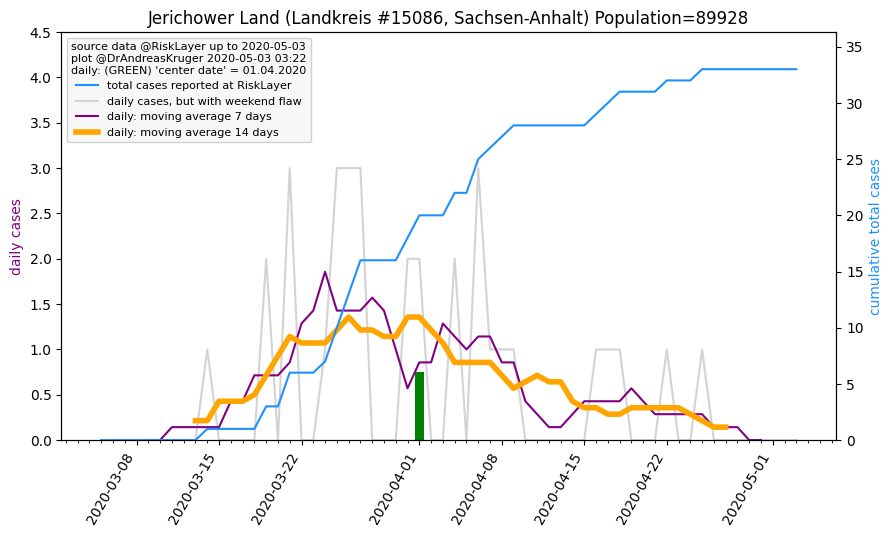 Jerichower Land (Landkreis #15086, Sachsen-Anhalt) Population=89928
source data @RiskLayer up to 2020-05-03
plot @DrAndreasKruger 2020-05-03 03:22
daily: (GREEN) 'center date' = 01.04.2020
total cases reported at RiskLayer
daily cases, but with weekend flaw
daily: moving average 7 days
daily: moving average 14 days
daily cases
4.5
4.0
3.5
3.0
2.5
2.0
1.5
1.0
0.5
0.0
35
30
25
20
15
10
5
0
cumulative total cases
2020-03-08
2020-03-15
2020-03-22
2020-04-01
2020-04-08
2020-04-15
2020-04-22
2020-05-01